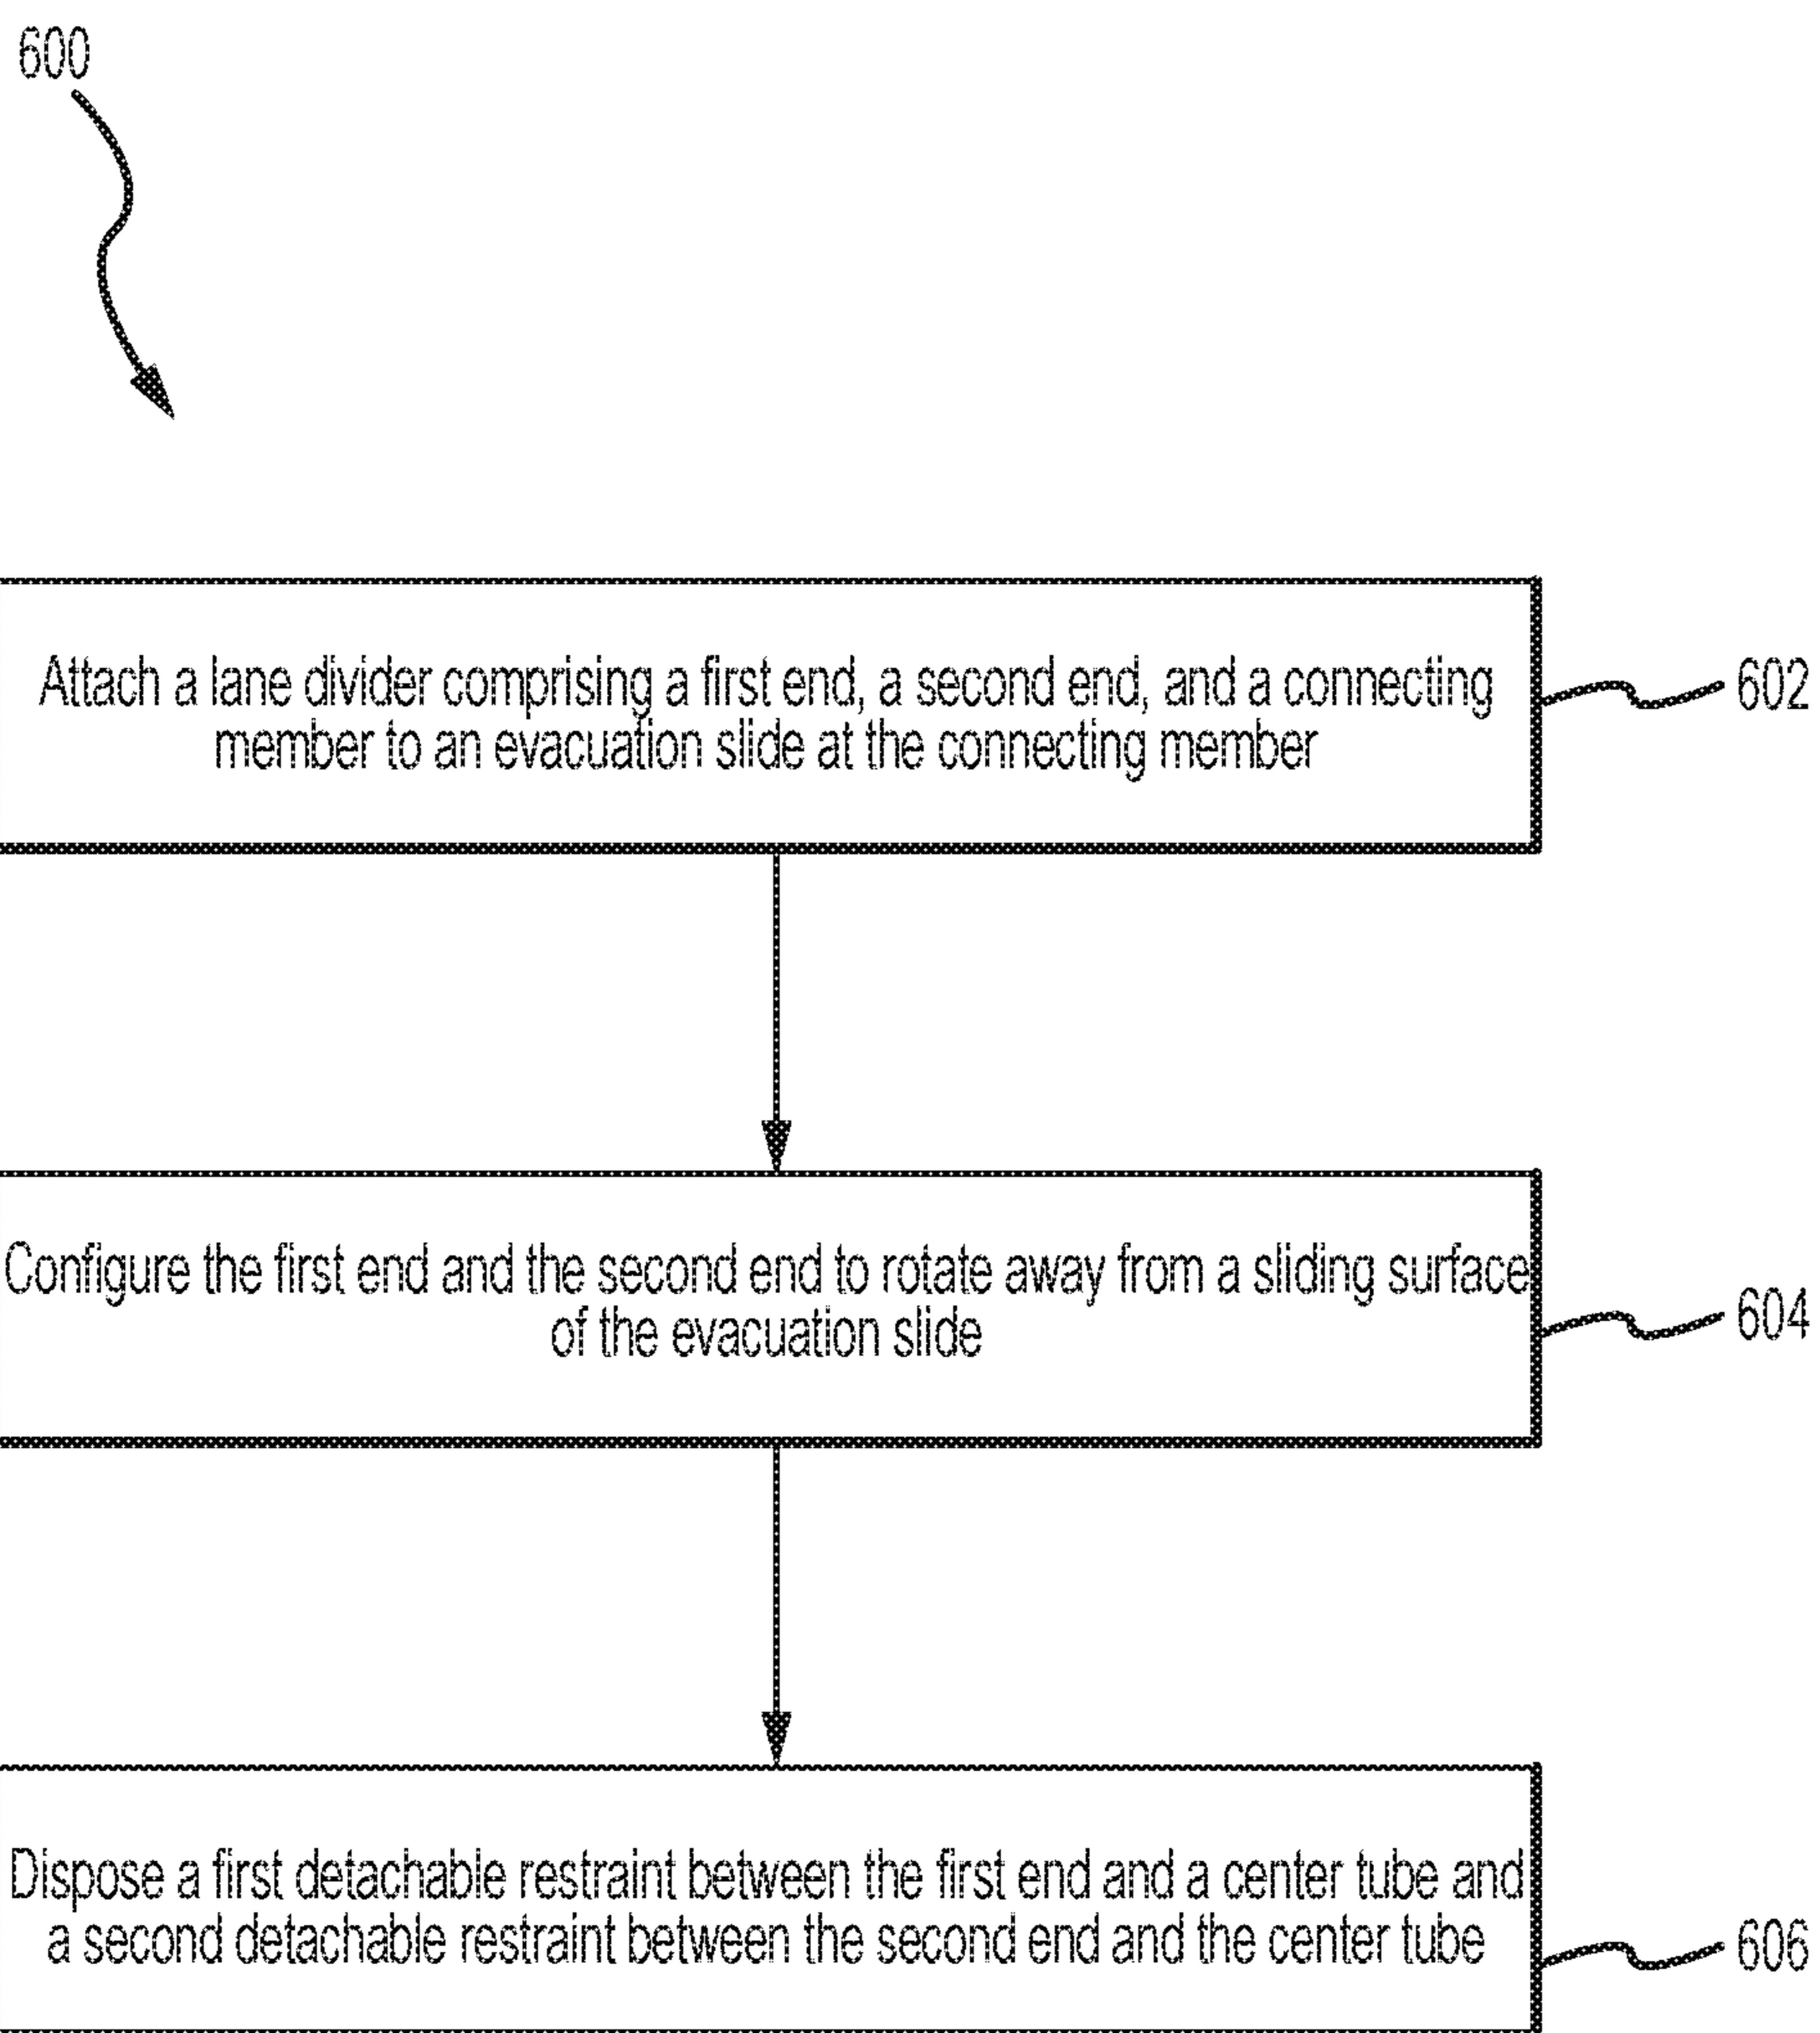 600
Attach a lane divider comprising a first end, a second end, and a connecting
member to an evacuation slide at the connecting member
602
Configure the first end and the second end to rotate away from a sliding surface
of the evacuation slide
604
Dispose a first detachable restraint between the first end and a center tube and
a second detachable restraint between the second end and the center tube
606